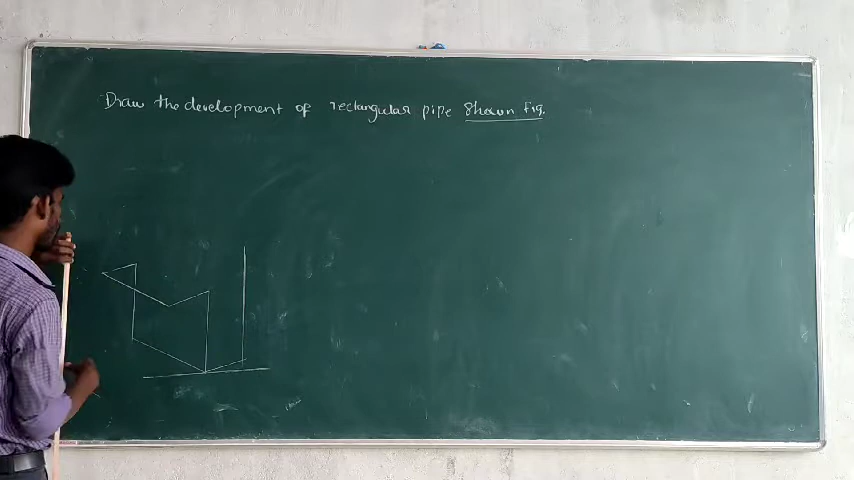 Draw the development of rectangular pipe Shown Fig.